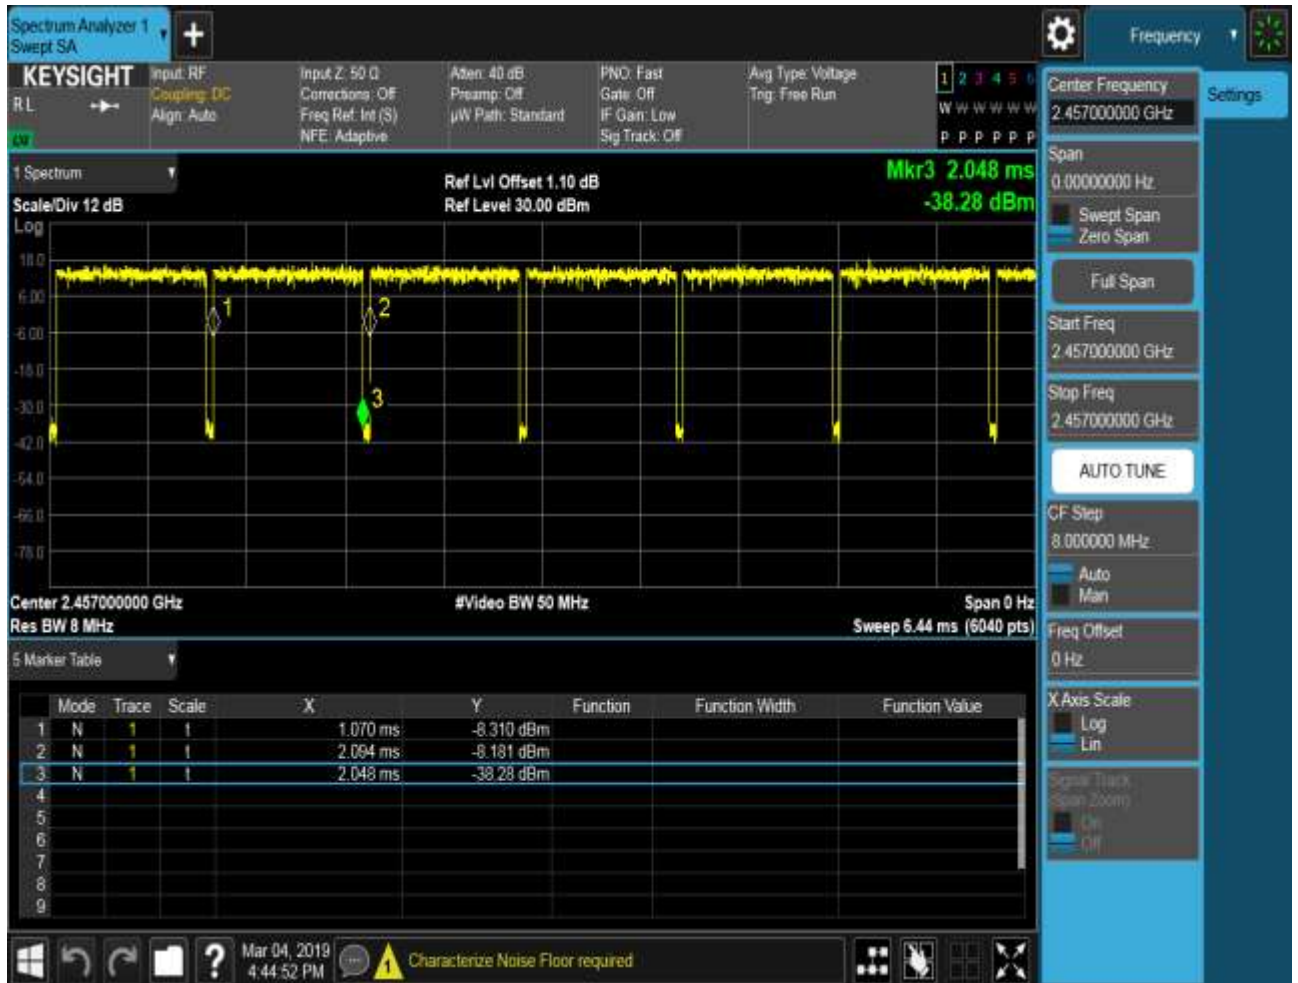 Spectrum Analyzer 1
Swept SA
Frequency
KEYSIGHT
R L
Input: RF
Coupling: DC
Align: Auto
Input Z: 50 Ω
Corrections: Off
Freq Ref: Int (S)
NFE: Adaptive
Atten: 40 dB
Preamp: Off
µW Path: Standard
PNO: Fast
Gate: Off
IF Gain: Low
Sig Track: Off
Avg Type: Voltage
Trig: Free Run
1 2 3 4 5 6
W W W W W W
P P P P P P
Settings
Center Frequency
2.457000000 GHz
Span
0.00000000 Hz
Swept Span
Zero Span
Full Span
Start Freq
2.457000000 GHz
Stop Freq
2.457000000 GHz
AUTO TUNE
CF Step
8.000000 MHz
Auto
Man
Freq Offset
0 Hz
X Axis Scale
Log
Lin
Signal Track
(Span Zoom)
On
Off
1 Spectrum
Scale/Div 12 dB
Log
Ref Lvl Offset 1.10 dB
Ref Level 30.00 dBm
Mkr3 2.048 ms
-38.28 dBm
18.0
6.00
-6.00
-18.0
-30.0
-42.0
-54.0
-66.0
-78.0
1
2
3
Center 2.457000000 GHz
Res BW 8 MHz
#Video BW 50 MHz
Span 0 Hz
Sweep 6.44 ms (6040 pts)
5 Marker Table
Mode Trace Scale X Y Function Function Width Function Value
1 N 1 t 1.070 ms -8.310 dBm
2 N 1 t 2.094 ms -8.181 dBm
3 N 1 t 2.048 ms -38.28 dBm
4
5
6
7
8
9
Mar 04, 2019
4:44:52 PM
Characterize Noise Floor required